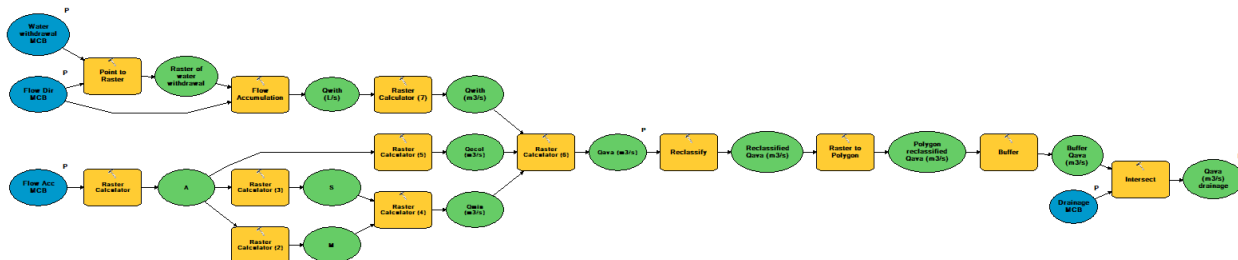 P
Water
withdrawal
MCB
P
Flow Dir
MCB
Point to
Raster
Raster of
water
withdrawal
Flow
Accumulation
Qwith
(L/s)
Raster
Calculator (7)
Qwith
(m3/s)
Raster
Calculator (5)
Qecol
(m3/s)
Raster
Calculator (6)
P
Qava (m3/s)
Reclassify
Reclassified
Qava (m3/s)
Raster to
Polygon
Polygon
reclassified
Qava (m3/s)
Buffer
Buffer
Qava
(m3/s)
P
Flow Acc
MCB
Raster
Calculator
A
Raster
Calculator (3)
S
Raster
Calculator (4)
Qmin
(m3/s)
Raster
Calculator (2)
M
P
Drainage
MCB
Intersect
Qava
(m3/s)
drainage